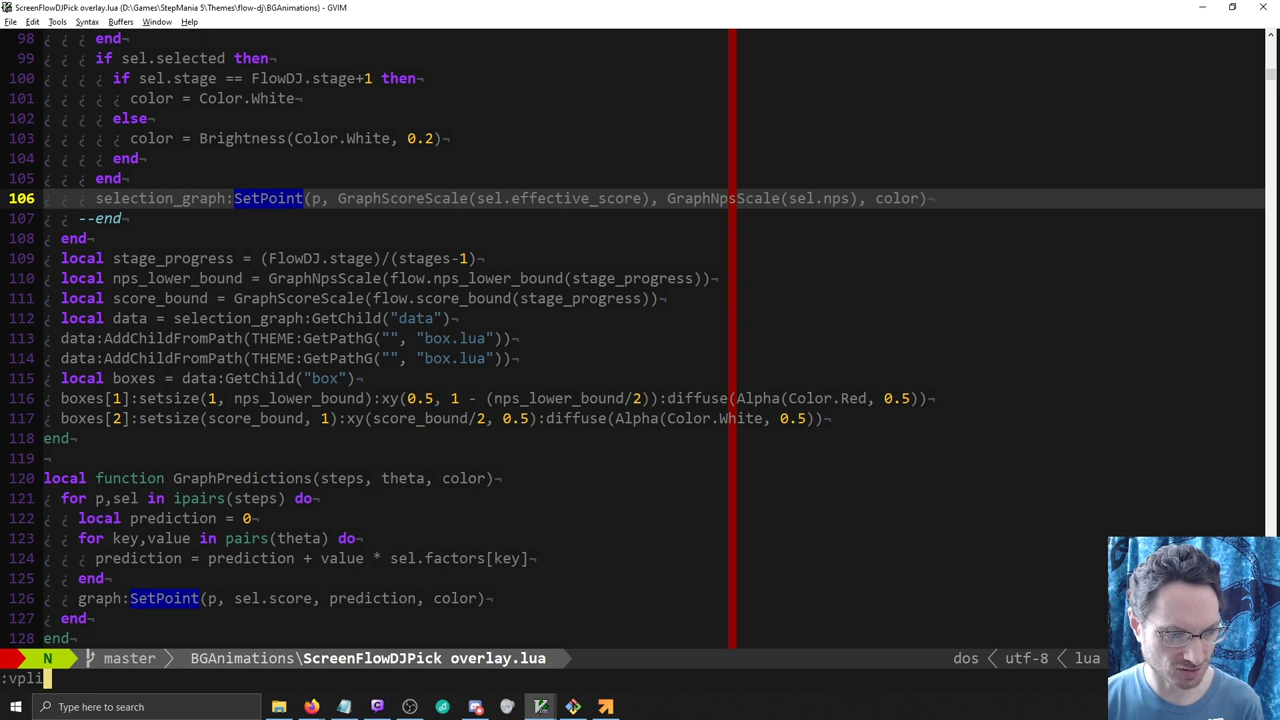 ScreenFlowDJPick overlay.lua (D:\Games\StepMania 5\Themes\flow-dj\BGAnimations) - GVIM
File Edit Tools Syntax Buffers Window Help
98 ¿ ¿ ¿ end¬
99 ¿ ¿ ¿ if sel.selected then¬
100 ¿ ¿ ¿ ¿ if sel.stage == FlowDJ.stage+1 then¬
101 ¿ ¿ ¿ ¿ ¿ color = Color.White¬
102 ¿ ¿ ¿ ¿ else¬
103 ¿ ¿ ¿ ¿ ¿ color = Brightness(Color.White, 0.2)¬
104 ¿ ¿ ¿ ¿ end¬
105 ¿ ¿ ¿ end¬
106 ¿ ¿ ¿ selection_graph:SetPoint(p, GraphScoreScale(sel.effective_score), GraphNpsScale(sel.nps), color)¬
107 ¿ ¿ --end¬
108 ¿ end¬
109 ¿ local stage_progress = (FlowDJ.stage)/(stages-1)¬
110 ¿ local nps_lower_bound = GraphNpsScale(flow.nps_lower_bound(stage_progress))¬
111 ¿ local score_bound = GraphScoreScale(flow.score_bound(stage_progress))¬
112 ¿ local data = selection_graph:GetChild("data")¬
113 ¿ data:AddChildFromPath(THEME:GetPathG("", "box.lua"))¬
114 ¿ data:AddChildFromPath(THEME:GetPathG("", "box.lua"))¬
115 ¿ local boxes = data:GetChild("box")¬
116 ¿ boxes[1]:setsize(1, nps_lower_bound):xy(0.5, 1 - (nps_lower_bound/2)):diffuse(Alpha(Color.Red, 0.5))¬
117 ¿ boxes[2]:setsize(score_bound, 1):xy(score_bound/2, 0.5):diffuse(Alpha(Color.White, 0.5))¬
118 end¬
119 ¬
120 local function GraphPredictions(steps, theta, color)¬
121 ¿ for p,sel in ipairs(steps) do¬
122 ¿ ¿ local prediction = 0¬
123 ¿ ¿ for key,value in pairs(theta) do¬
124 ¿ ¿ ¿ prediction = prediction + value * sel.factors[key]¬
125 ¿ ¿ end¬
126 ¿ ¿ graph:SetPoint(p, sel.score, prediction, color)¬
127 ¿ end¬
128 end¬
N master BGAnimations\ScreenFlowDJPick overlay.lua dos utf-8 lua
:vpli
Type here to search